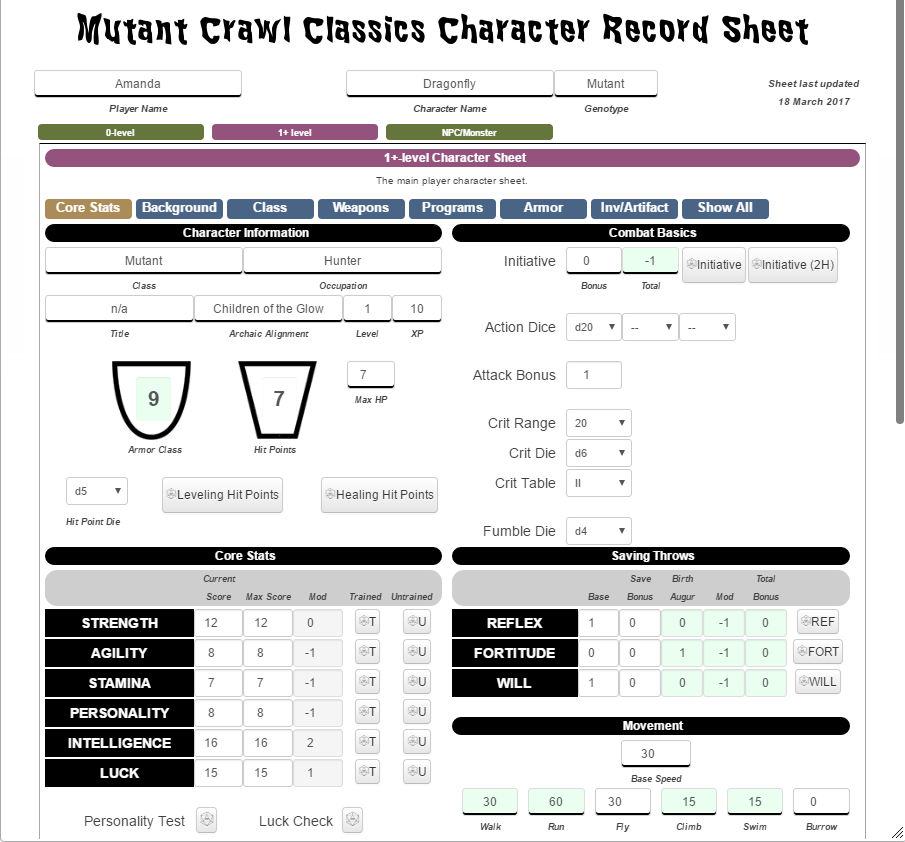 Mutant Crawl Classics Character Record Sheet
Amanda Dragonfly Mutant
Player Name Character Name Genotype
Sheet last updated
18 March 2017
0-level 1+ level NPC/Monster
1+-level Character Sheet
The main player character sheet.
Core Stats Background Class Weapons Programs Armor Inv/Artifact Show All
Character Information
Mutant Hunter
Class Occupation
n/a Children of the Glow 1 10
Title Archaic Alignment Level XP
9 7 7
Max HP
Armor Class Hit Points
d5 Leveling Hit Points Healing Hit Points
Hit Point Die
Combat Basics
Initiative 0 -1 Initiative Initiative (2H)
Bonus Total
Action Dice d20 -- --
Attack Bonus 1
Crit Range 20
Crit Die d6
Crit Table II
Fumble Die d4
Core Stats
Current
Score Max Score Mod Trained Untrained
STRENGTH 12 12 0 T U
AGILITY 8 8 -1 T U
STAMINA 7 7 -1 T U
PERSONALITY 8 8 -1 T U
INTELLIGENCE 16 16 2 T U
LUCK 15 15 1 T U
Personality Test Luck Check
Saving Throws
Save Birth Total
Base Bonus Augur Mod Bonus
REFLEX 1 0 0 -1 0 REF
FORTITUDE 0 0 1 -1 0 FORT
WILL 1 0 0 -1 0 WILL
Movement
30
Base Speed
30 60 30 15 15 0
Walk Run Fly Climb Swim Burrow